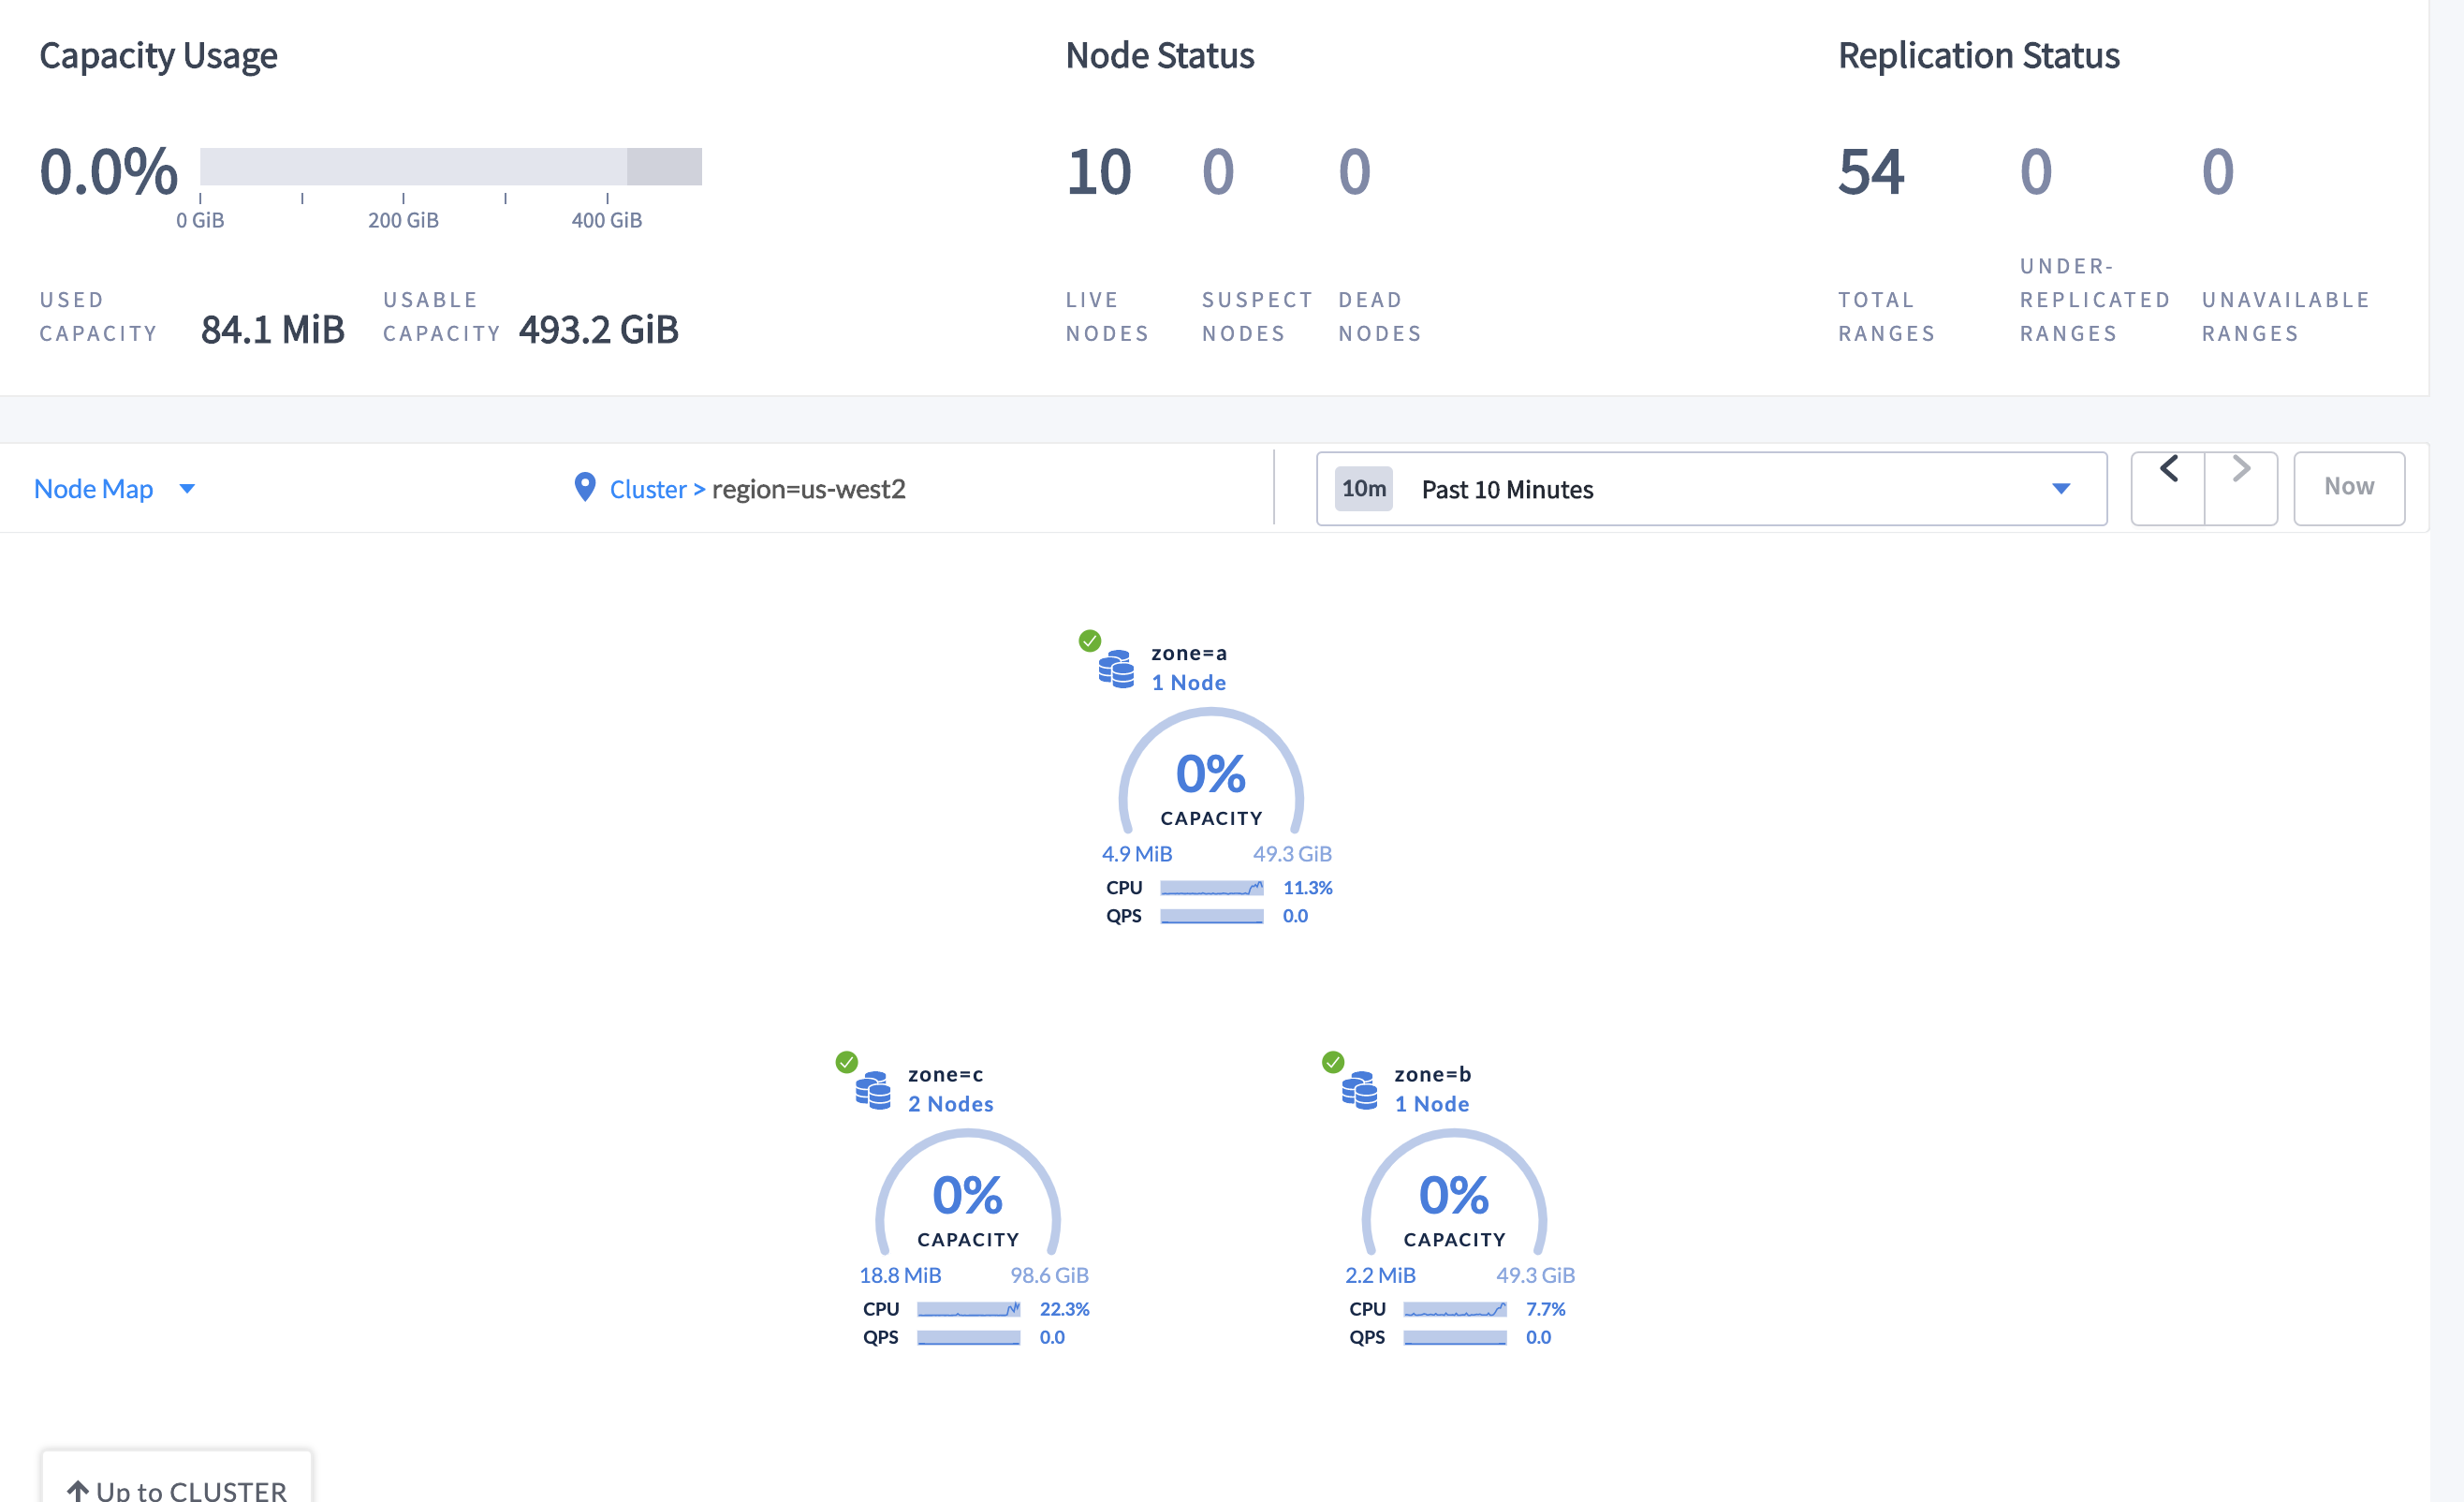 Capacity Usage
0.0%
0 GiB 200 GiB 400 GiB
USED CAPACITY 84.1 MiB
USABLE CAPACITY 493.2 GiB
Node Status
10 0 0
LIVE NODES
SUSPECT NODES
DEAD NODES
Replication Status
54 0 0
TOTAL RANGES
UNDER-REPLICATED RANGES
UNAVAILABLE RANGES
Node Map
Cluster > region=us-west2
10m Past 10 Minutes
< >
Now
zone=a
1 Node
0%
CAPACITY
4.9 MiB 49.3 GiB
CPU 11.3%
QPS 0.0
zone=c
2 Nodes
0%
CAPACITY
18.8 MiB 98.6 GiB
CPU 22.3%
QPS 0.0
zone=b
1 Node
0%
CAPACITY
2.2 MiB 49.3 GiB
CPU 7.7%
QPS 0.0
↑ Up to CLUSTER